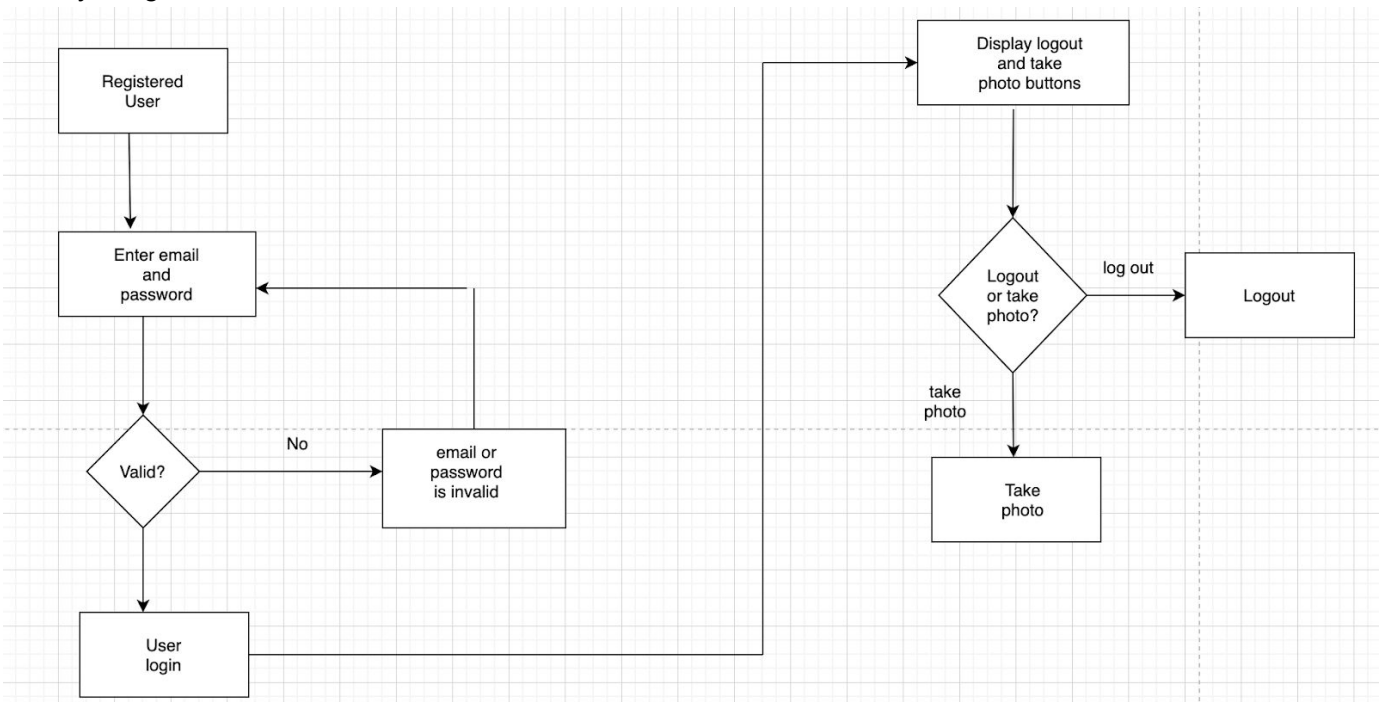 Registered
User
Enter email
and
password
Valid?
No
email or
password
is invalid
User
login
Display logout
and take
photo buttons
Logout
or take
photo?
log out
Logout
take
photo
Take
photo